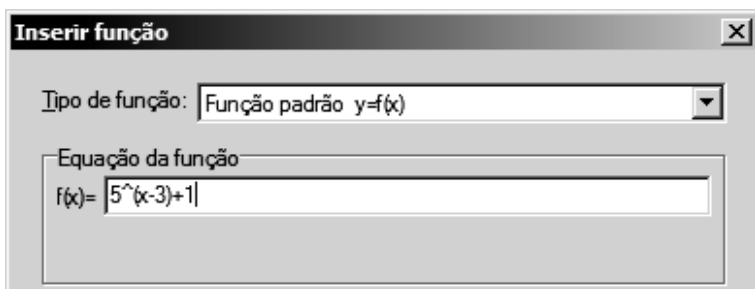 Inserir função
Tipo de função: Função padrão y=f(x)
Equação da função
f(x)= 5^(x-3)+1